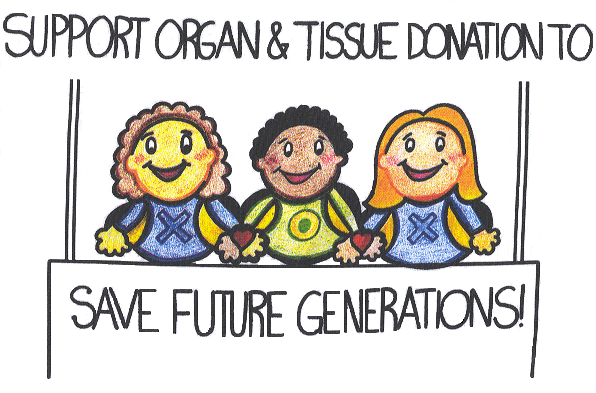 SUPPORT ORGAN & TISSUE DONATION TO
SAVE FUTURE GENERATIONS!